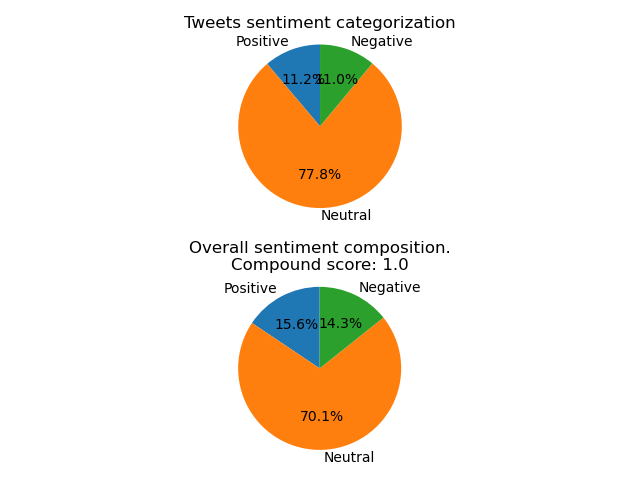 Tweets sentiment categorization
Positive
Negative
11.2%
11.0%
77.8%
Neutral
Overall sentiment composition.
Compound score: 1.0
Positive
Negative
15.6%
14.3%
70.1%
Neutral